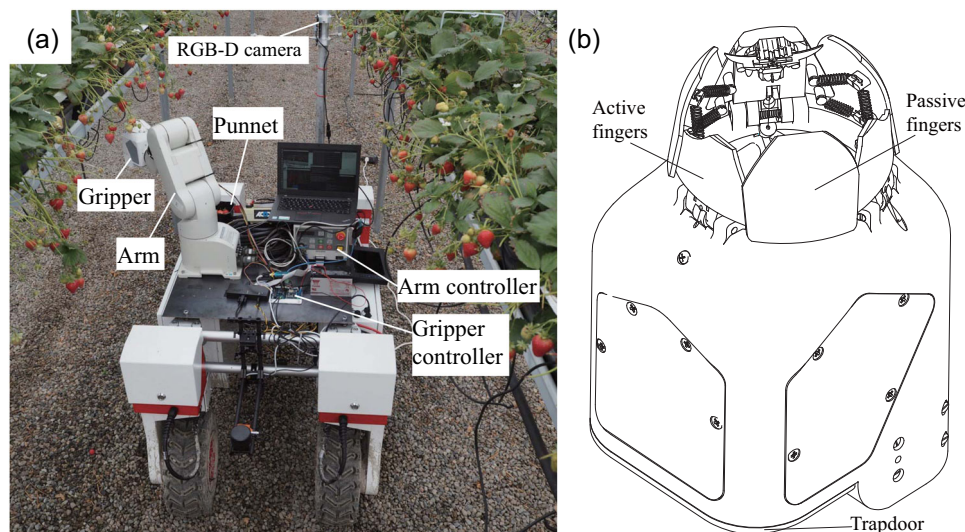 (a)
RGB-D camera
Punnet
Gripper
Arm
Arm controller
Gripper
controller
(b)
Active
fingers
Passive
fingers
Trapdoor